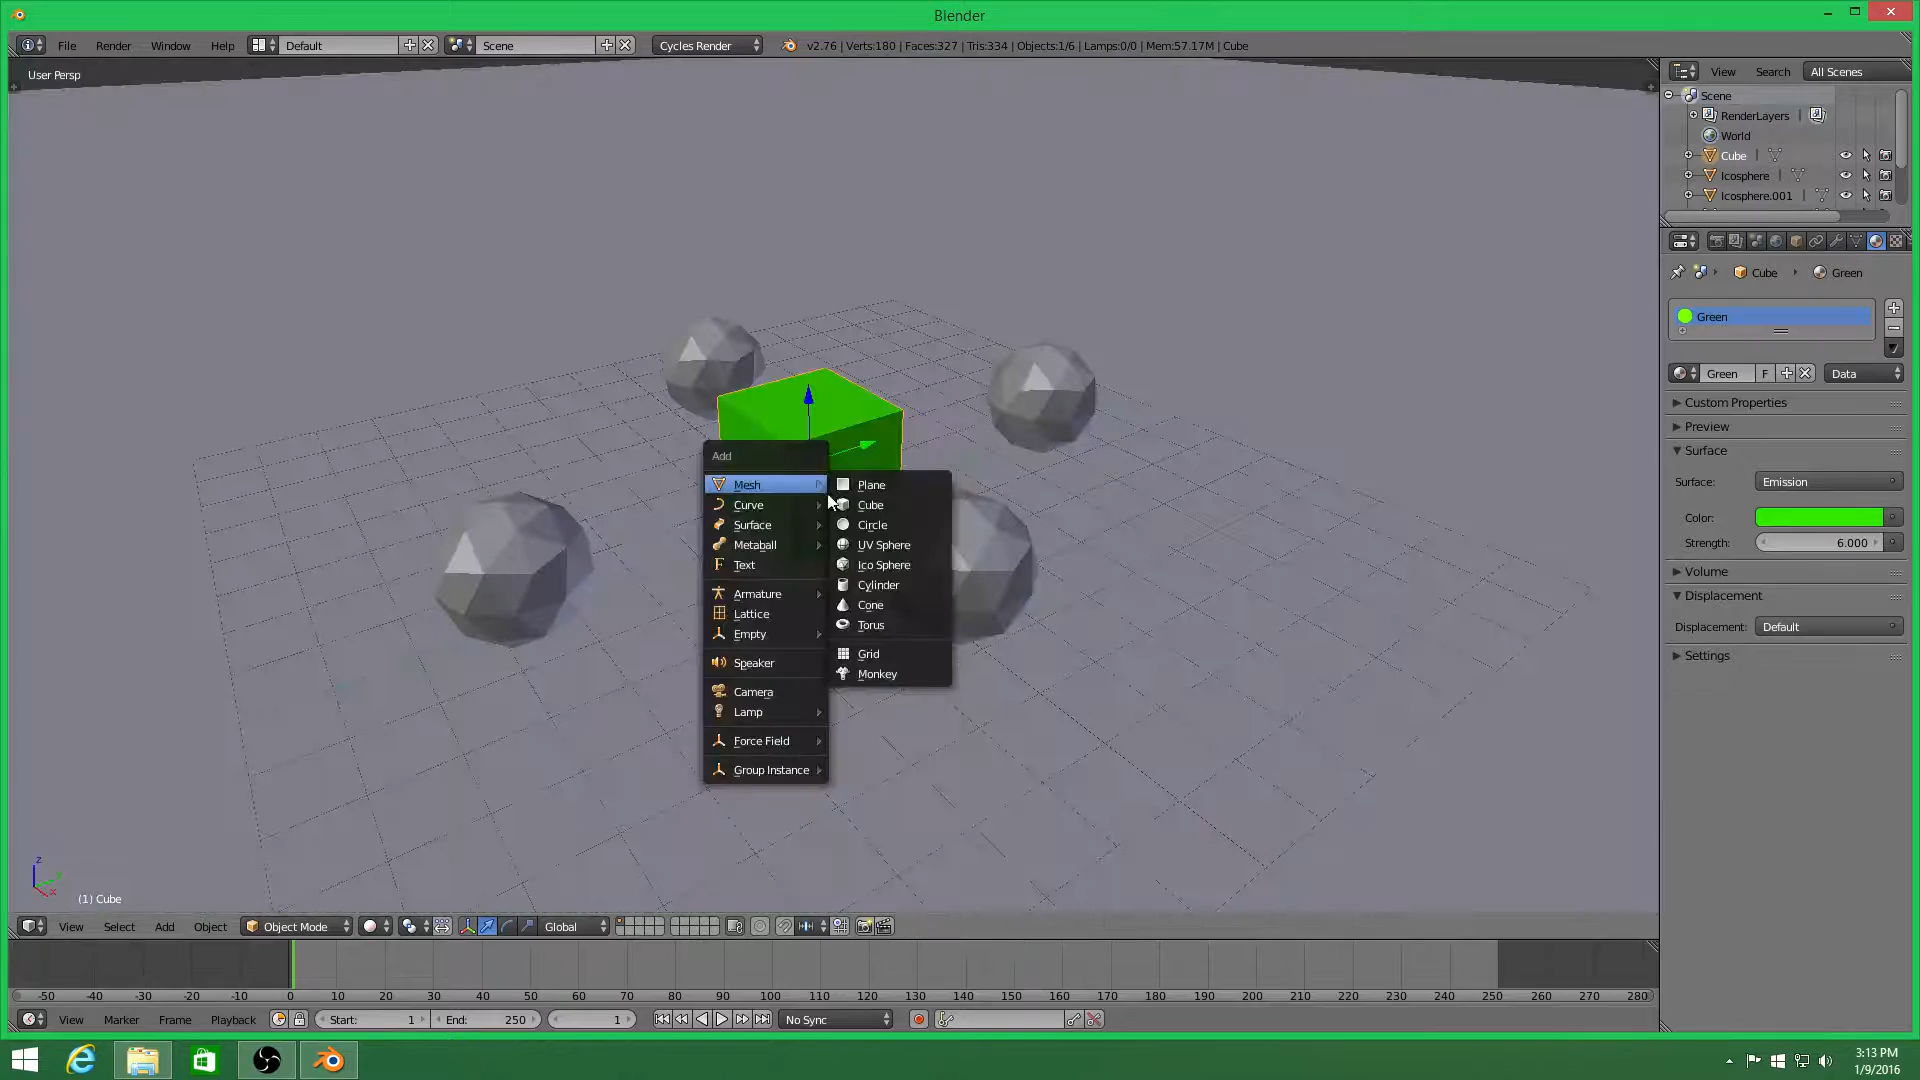 Blender
File Render Window Help Default Scene Cycles Render v2.76 | Verts:180 | Faces:327 | Tris:334 | Objects:1/6 | Lamps:0/0 | Mem:57.17M | Cube
User Persp
View Search All Scenes
Scene
RenderLayers
World
Cube
Icosphere
Icosphere.001
Cube Green
Green
Green F Data
Custom Properties
Preview
Surface
Surface: Emission
Color:
Strength: 6.000
Volume
Displacement
Displacement: Default
Settings
Add
Mesh
Curve
Surface
Metaball
Text
Armature
Lattice
Empty
Speaker
Camera
Lamp
Force Field
Group Instance
Plane
Cube
Circle
UV Sphere
Ico Sphere
Cylinder
Cone
Torus
Grid
Monkey
z
y
x
(1) Cube
View Select Add Object Object Mode Global
-50 -40 -30 -20 -10 0 10 20 30 40 50 60 70 80 90 100 110 120 130 140 150 160 170 180 190 200 210 220 230 240 250 260 270 280
View Marker Frame Playback Start: 1 End: 250 1 No Sync
3:13 PM
1/9/2016